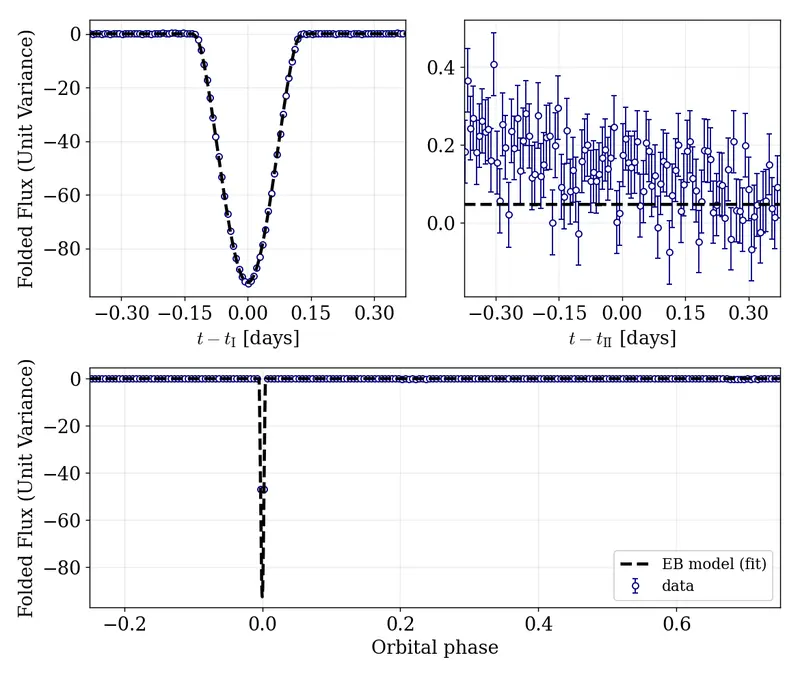 Folded Flux (Unit Variance)
0
−20
−40
−60
−80
−0.30 −0.15 0.00 0.15 0.30
t − tI [days]
0.4
0.2
0.0
−0.30 −0.15 0.00 0.15 0.30
t − tII [days]
Folded Flux (Unit Variance)
0
−20
−40
−60
−80
EB model (fit)
data
−0.2 0.0 0.2 0.4 0.6
Orbital phase